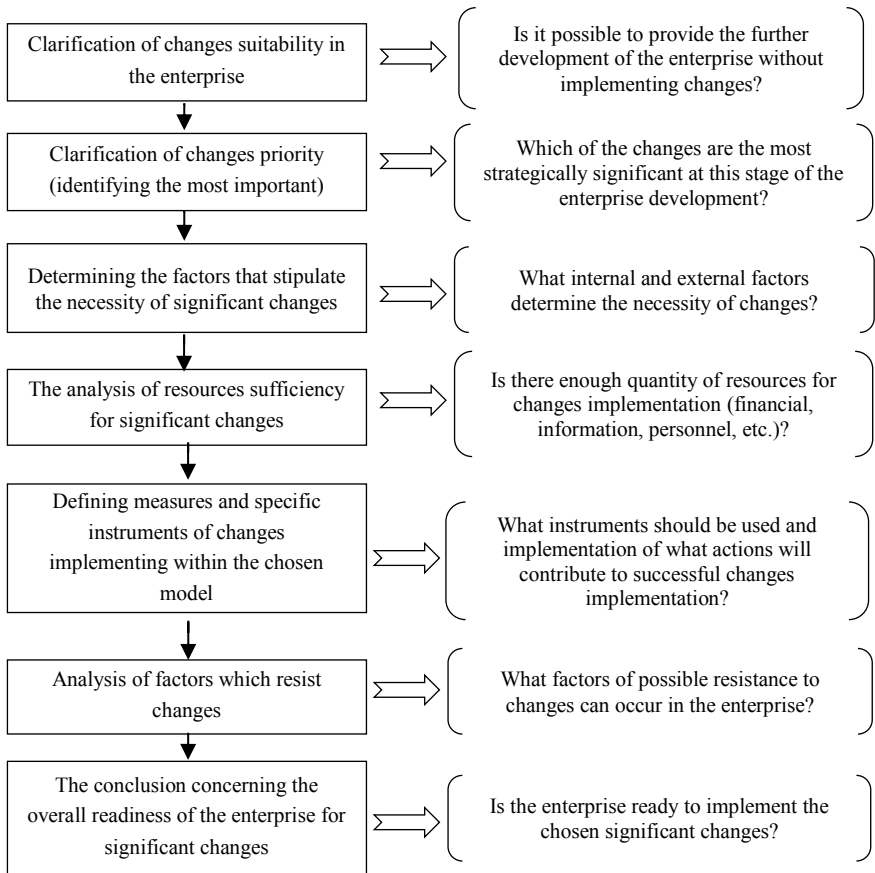 Clarification of changes suitability in
the enterprise
Is it possible to provide the further
development of the enterprise without
implementing changes?
Clarification of changes priority
(identifying the most important)
Which of the changes are the most
strategically significant at this stage of the
enterprise development?
Determining the factors that stipulate
the necessity of significant changes
What internal and external factors
determine the necessity of changes?
The analysis of resources sufficiency
for significant changes
Is there enough quantity of resources for
changes implementation (financial,
information, personnel, etc.)?
Defining measures and specific
instruments of changes
implementing within the chosen
model
What instruments should be used and
implementation of what actions will
contribute to successful changes
implementation?
Analysis of factors which resist
changes
What factors of possible resistance to
changes can occur in the enterprise?
The conclusion concerning the
overall readiness of the enterprise for
significant changes
Is the enterprise ready to implement the
chosen significant changes?